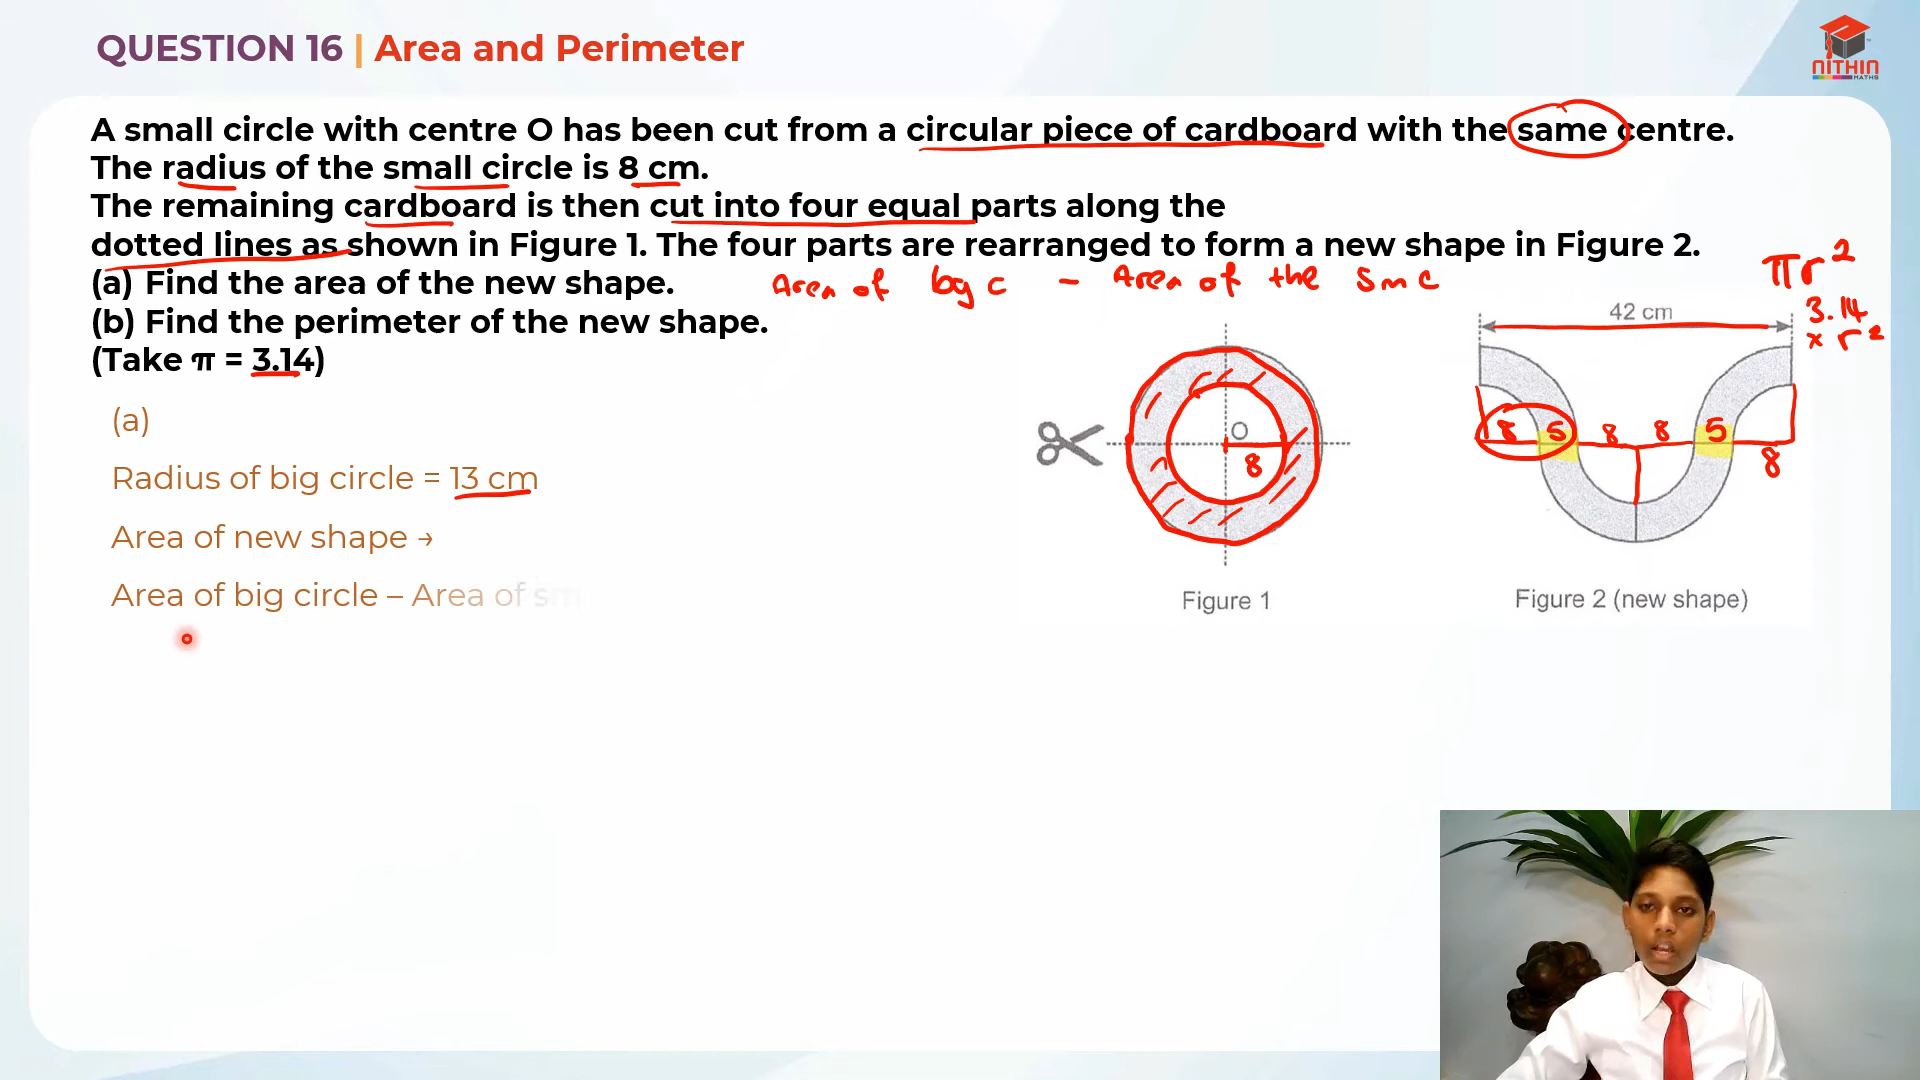 QUESTION 16 | Area and Perimeter
NITHIN
MATHS
A small circle with centre O has been cut from a circular piece of cardboard with the same centre.
The radius of the small circle is 8 cm.
The remaining cardboard is then cut into four equal parts along the
dotted lines as shown in Figure 1. The four parts are rearranged to form a new shape in Figure 2.
(a) Find the area of the new shape.
Area of big c - Area of the sm c
(b) Find the perimeter of the new shape.
(Take π = 3.14)
πr²
3.14
× r²
42 cm
O
8
8 5 8 8 5
8
(a)
Radius of big circle = 13 cm
Area of new shape →
Area of big circle – Area of sm
Figure 1
Figure 2 (new shape)